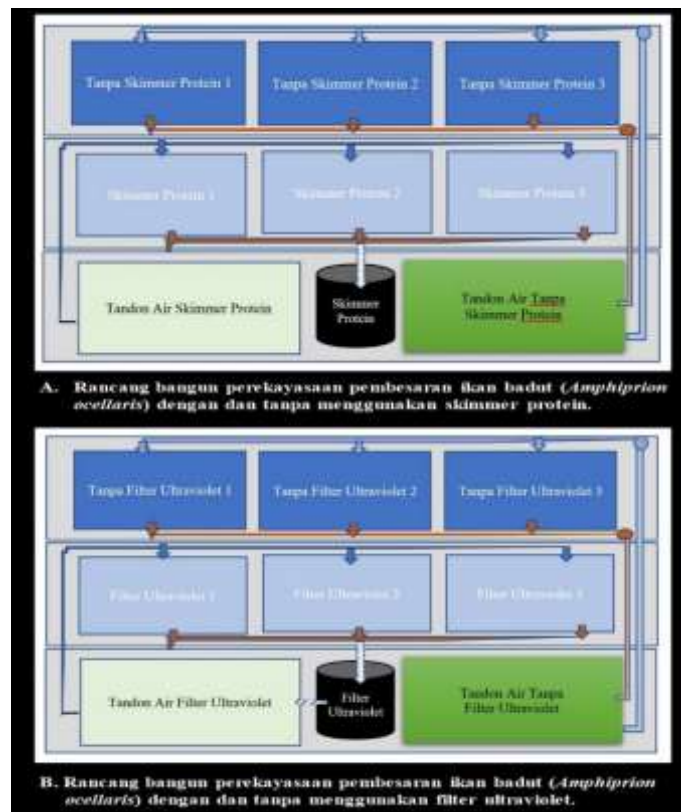 Tanpa Skimmer Protein 1
Tanpa Skimmer Protein 2
Tanpa Skimmer Protein 3
Skimmer Protein 1
Skimmer Protein 2
Skimmer Protein 3
Tandon Air Skimmer Protein
Skimmer
Protein
Tandon Air Tanpa
Skimmer Protein
A. Rancang bangun perekayasaan pembesaran ikan badut (Amphiprion
ocellaris) dengan dan tanpa menggunakan skimmer protein.
Tanpa Filter Ultraviolet 1
Tanpa Filter Ultraviolet 2
Tanpa Filter Ultraviolet 3
Filter Ultraviolet 1
Filter Ultraviolet 2
Filter Ultraviolet 3
Tandon Air Filter Ultraviolet
Filter
Ultraviolet
Tandon Air Tanpa
Filter Ultraviolet
B. Rancang bangun perekayasaan pembesaran ikan badut (Amphiprion
ocellaris) dengan dan tanpa menggunakan filter ultraviolet